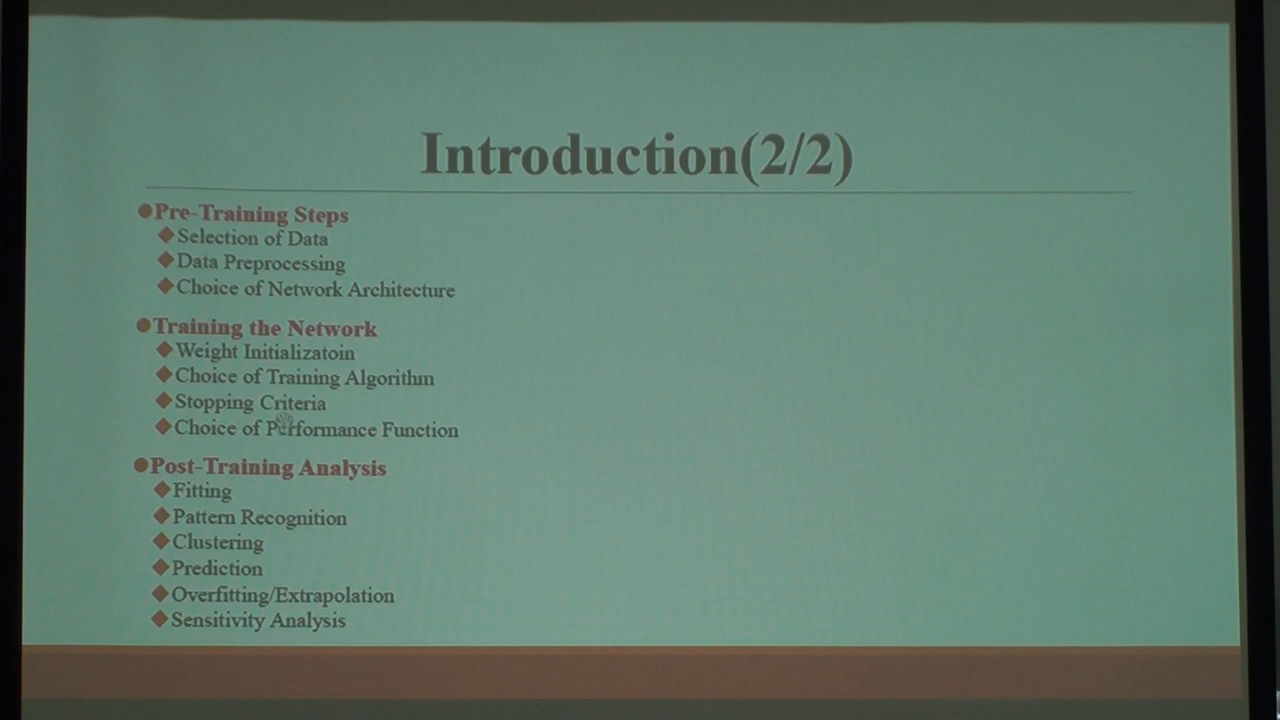 Introduction(2/2)
●Pre-Training Steps
◆Selection of Data
◆Data Preprocessing
◆Choice of Network Architecture
●Training the Network
◆Weight Initializatoin
◆Choice of Training Algorithm
◆Stopping Criteria
◆Choice of Performance Function
●Post-Training Analysis
◆Fitting
◆Pattern Recognition
◆Clustering
◆Prediction
◆Overfitting/Extrapolation
◆Sensitivity Analysis